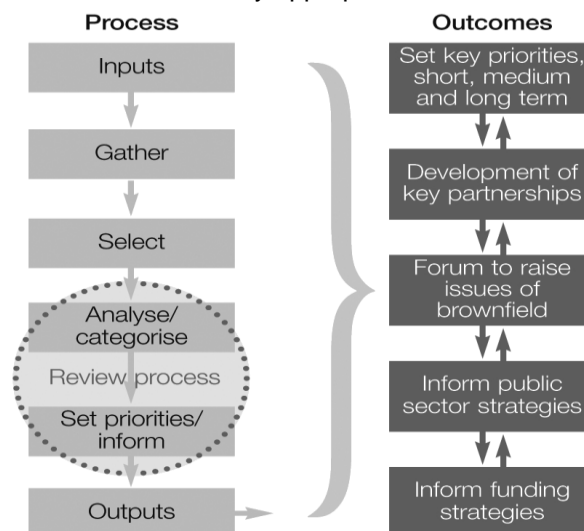 Process
Inputs
Gather
Select
Analyse/
categorise
Review process
Set priorities/
inform
Outputs
Outcomes
Set key priorities,
short, medium
and long term
Development of
key partnerships
Forum to raise
issues of
brownfield
Inform public
sector strategies
Inform funding
strategies